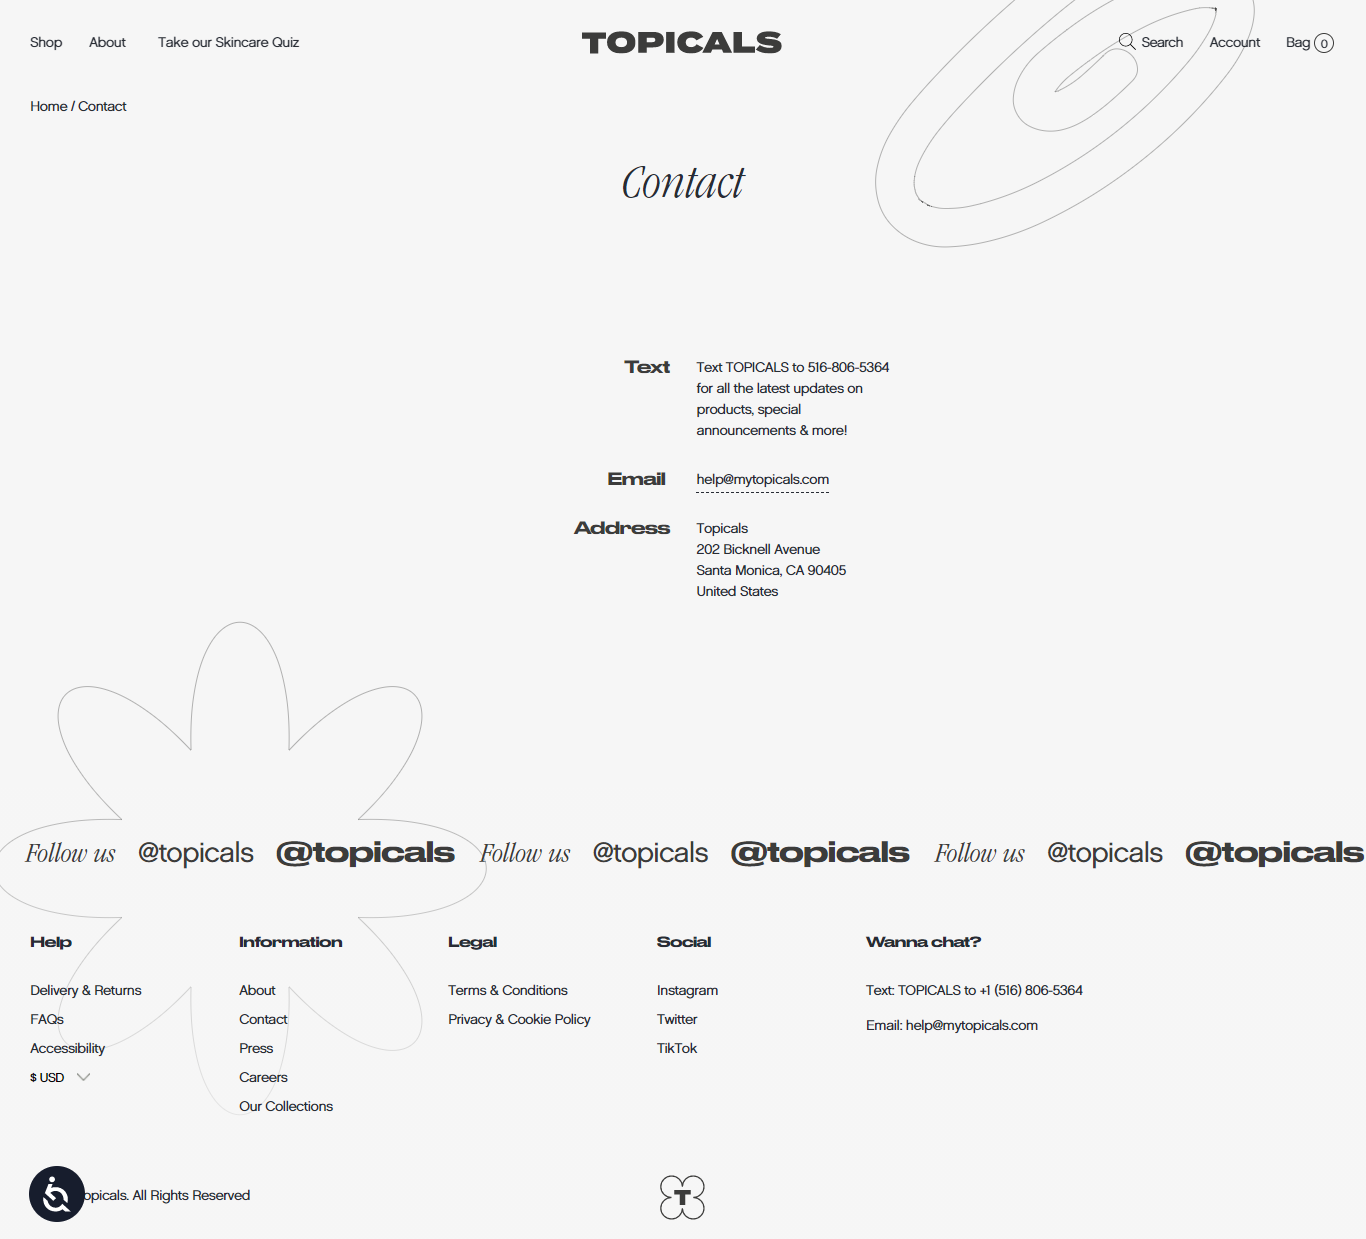 Shop About Take our Skincare Quiz TOPICALS Search Account Bag 0
Home / Contact
Contact
Text Text TOPICALS to 516-806-5364
for all the latest updates on
products, special
announcements & more!
Email help@mytopicals.com
Address Topicals
202 Bicknell Avenue
Santa Monica, CA 90405
United States
Follow us @topicals @topicals Follow us @topicals @topicals Follow us @topicals @topicals
Help
Delivery & Returns
FAQs
Accessibility
$ USD
Information
About
Contact
Press
Careers
Our Collections
Legal
Terms & Conditions
Privacy & Cookie Policy
Social
Instagram
Twitter
TikTok
Wanna chat?
Text: TOPICALS to +1 (516) 806-5364
Email: help@mytopicals.com
opicals. All Rights Reserved
T